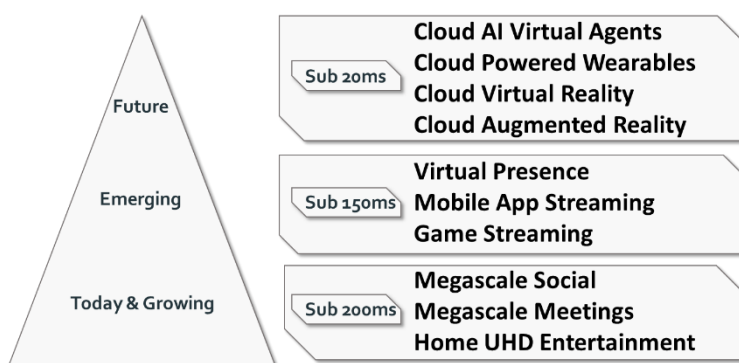 Future
Sub 20ms
Cloud AI Virtual Agents
Cloud Powered Wearables
Cloud Virtual Reality
Cloud Augmented Reality
Emerging
Sub 150ms
Virtual Presence
Mobile App Streaming
Game Streaming
Today & Growing
Sub 200ms
Megascale Social
Megascale Meetings
Home UHD Entertainment